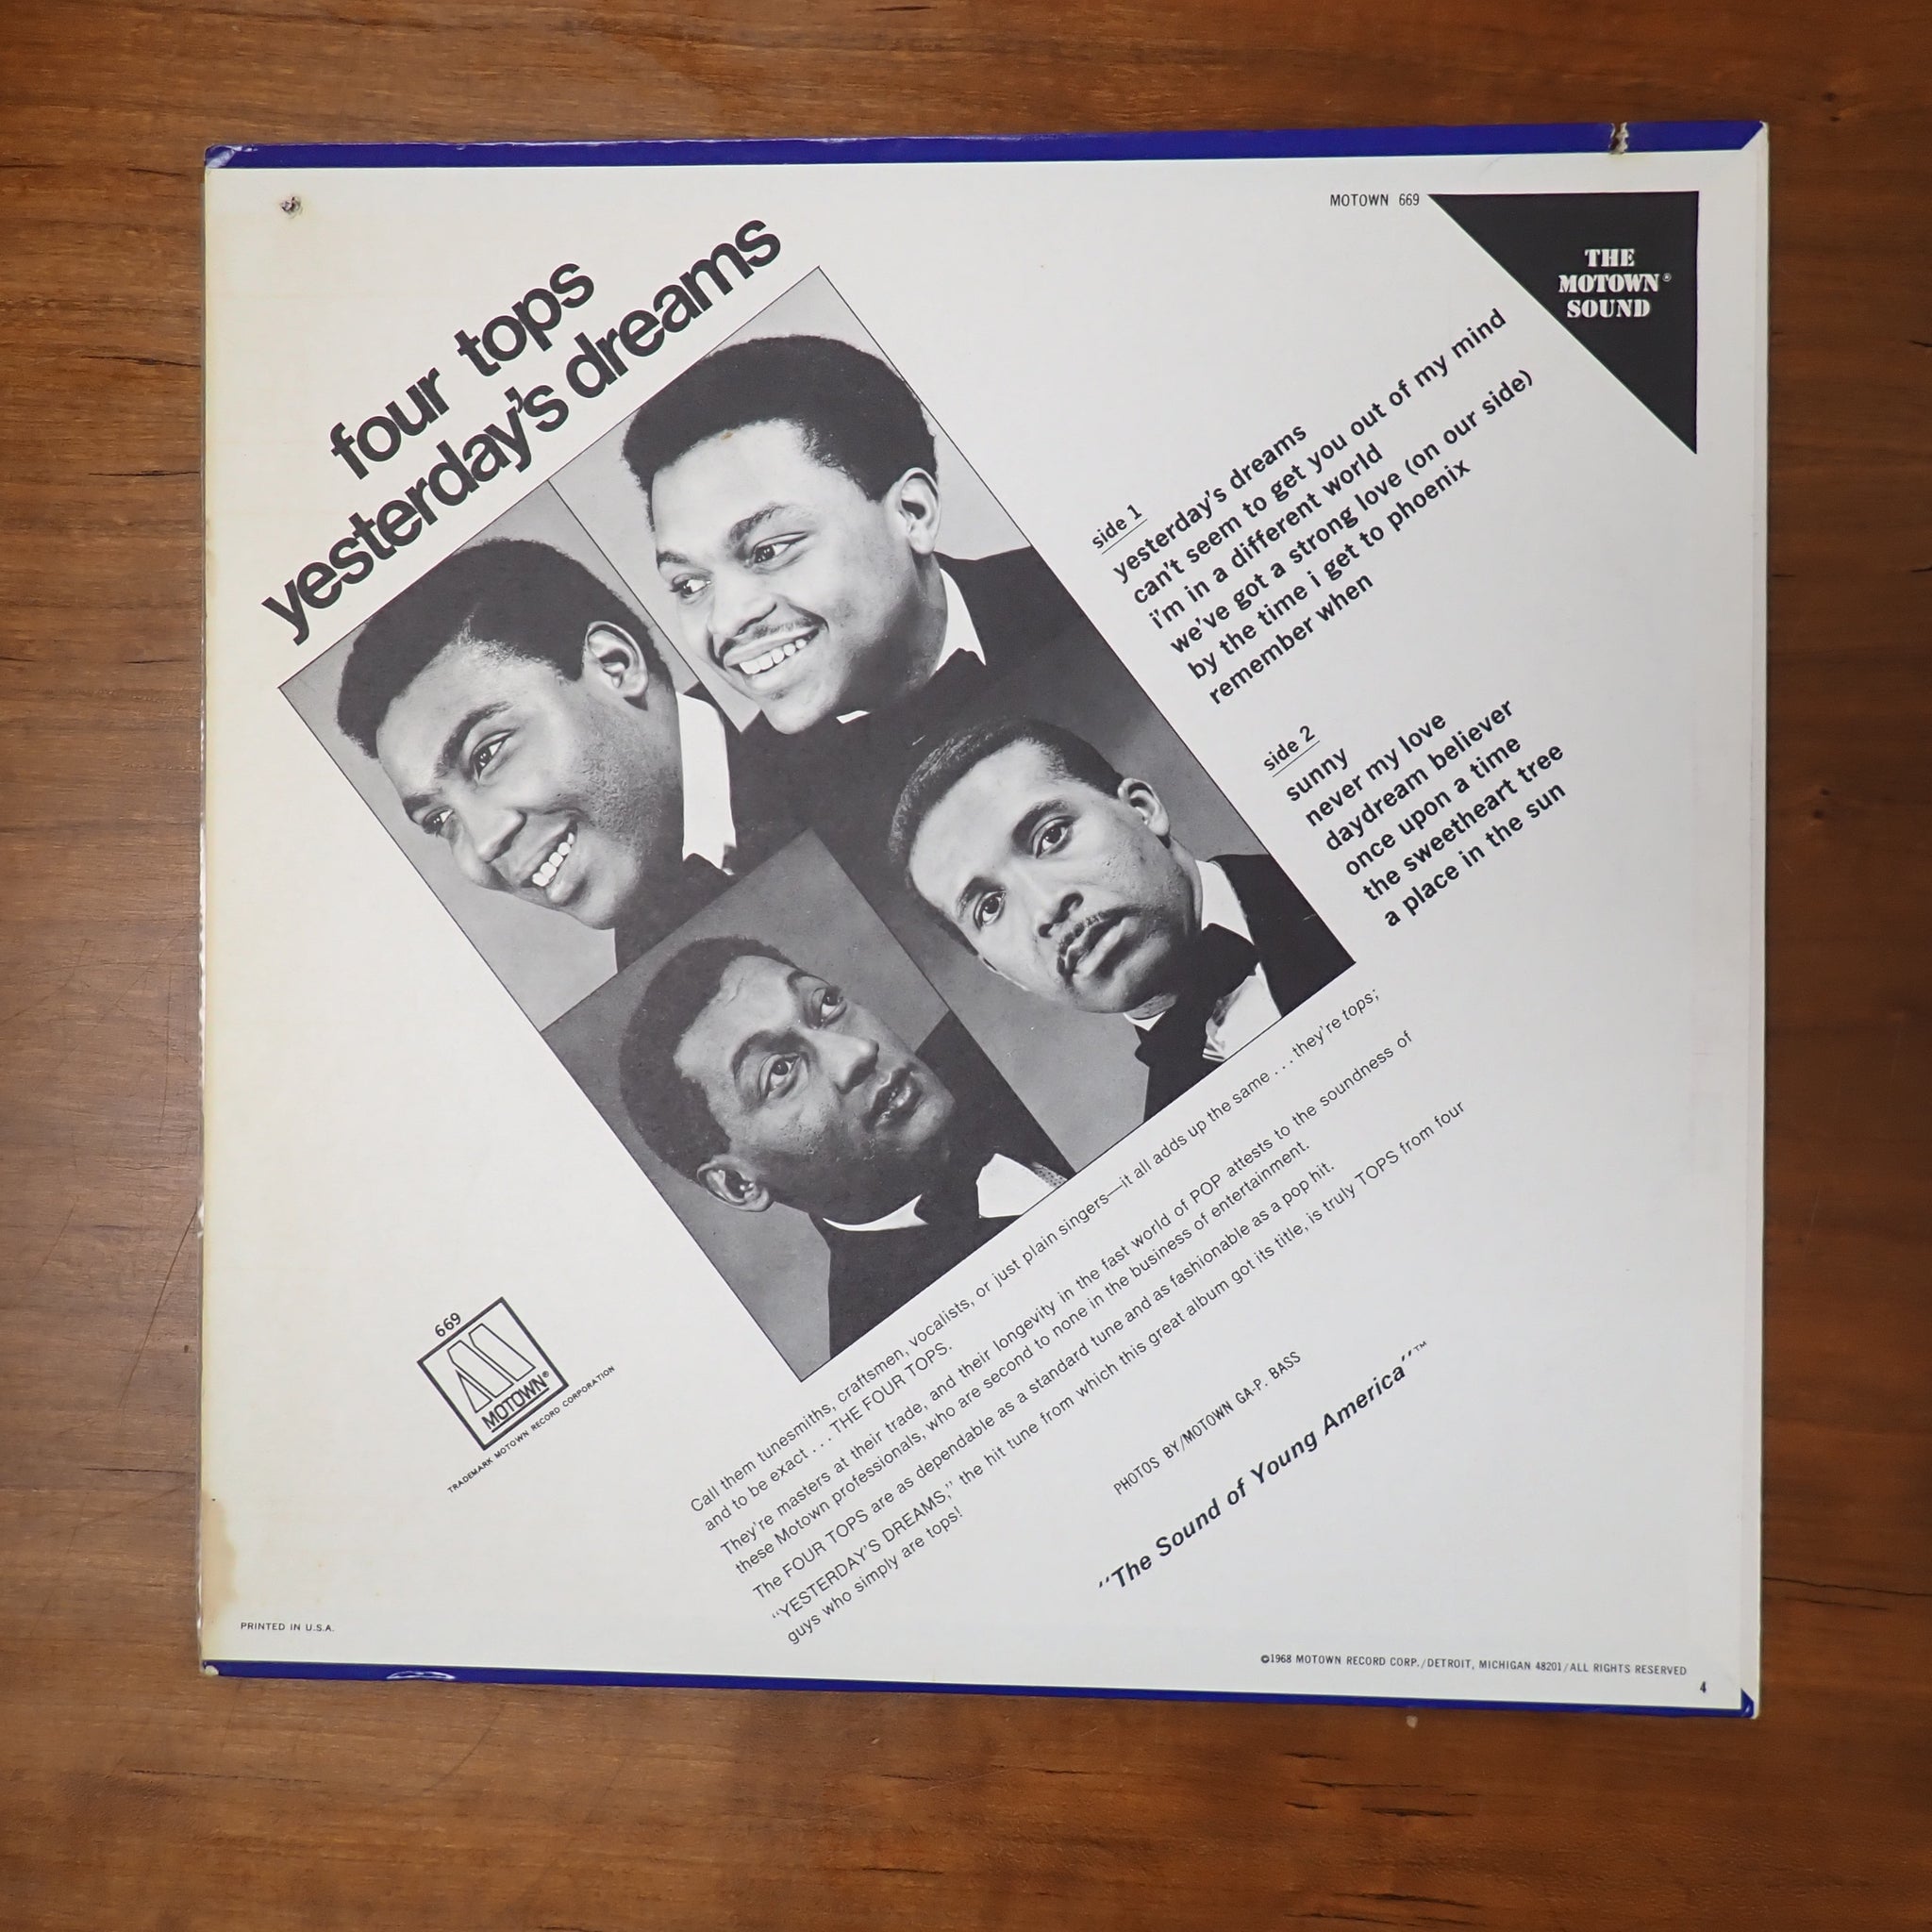 MOTOWN 669
THE
MOTOWN®
SOUND
four tops
yesterday's dreams
side 1
yesterday's dreams
can't seem to get you out of my mind
i'm in a different world
we've got a strong love (on our side)
by the time i get to phoenix
remember when
side 2
sunny
never my love
daydream believer
once upon a time
the sweetheart tree
a place in the sun
Call them tunesmiths, craftsmen, vocalists, or just plain singers—it all adds up the same . . . they're tops;
and to be exact . . . THE FOUR TOPS.
They're masters at their trade, and their longevity in the fast world of POP attests to the soundness of
these Motown professionals, who are second to none in the business of entertainment.
The FOUR TOPS are as dependable as a standard tune and as fashionable as a pop hit.
"YESTERDAY'S DREAMS," the hit tune from which this great album got its title, is truly TOPS from four
guys who simply are tops!
PHOTOS BY/MOTOWN GA-P. BASS
"The Sound of Young America"™
669
M
MOTOWN®
TRADEMARK MOTOWN RECORD CORPORATION
PRINTED IN U.S.A.
©1968 MOTOWN RECORD CORP./DETROIT, MICHIGAN 48201/ALL RIGHTS RESERVED
4